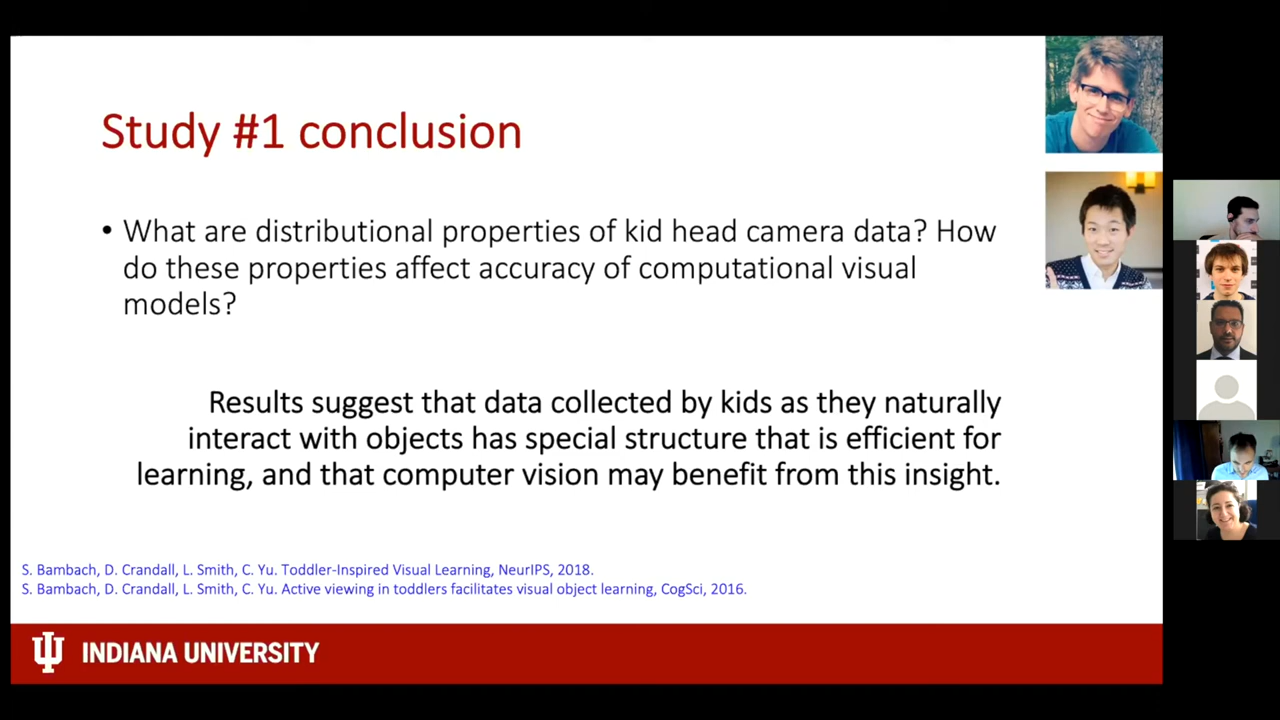 Study #1 conclusion
• What are distributional properties of kid head camera data? How
do these properties affect accuracy of computational visual
models?
Results suggest that data collected by kids as they naturally
interact with objects has special structure that is efficient for
learning, and that computer vision may benefit from this insight.
S. Bambach, D. Crandall, L. Smith, C. Yu. Toddler-Inspired Visual Learning, NeurIPS, 2018.
S. Bambach, D. Crandall, L. Smith, C. Yu. Active viewing in toddlers facilitates visual object learning, CogSci, 2016.
INDIANA UNIVERSITY